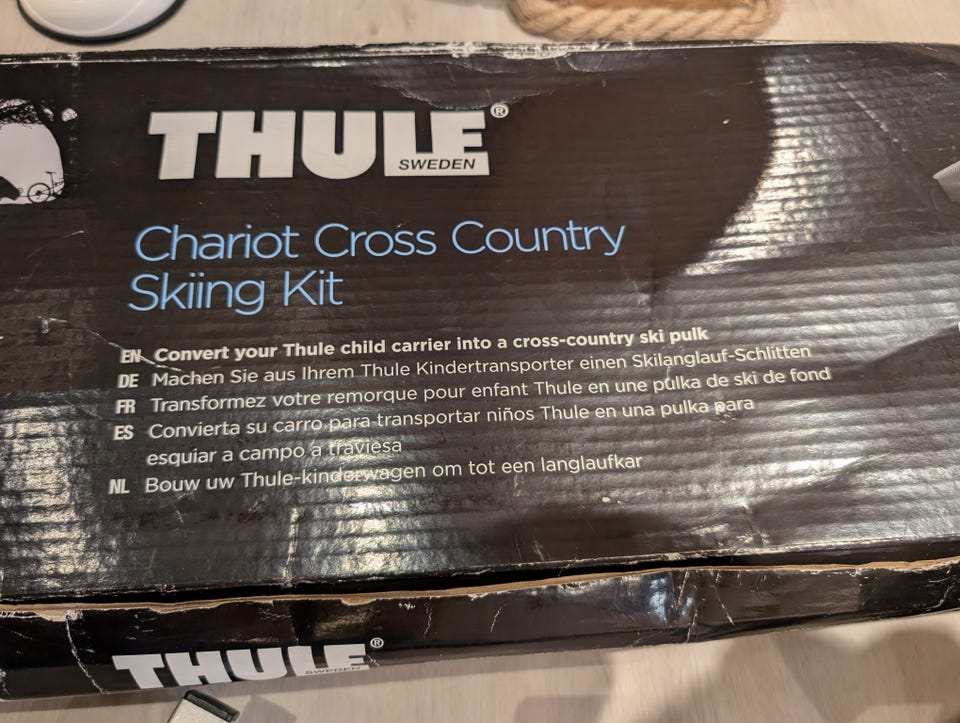 THULE®
SWEDEN
Chariot Cross Country
Skiing Kit
EN Convert your Thule child carrier into a cross-country ski pulk
DE Machen Sie aus Ihrem Thule Kindertransporter einen Skilanglauf-Schlitten
FR Transformez votre remorque pour enfant Thule en une pulka de ski de fond
ES Convierta su carro para transportar niños Thule en una pulka para
esquiar a campo a traviesa
NL Bouw uw Thule-kinderwagen om tot een langlaufkar
THULE®
SWEDEN